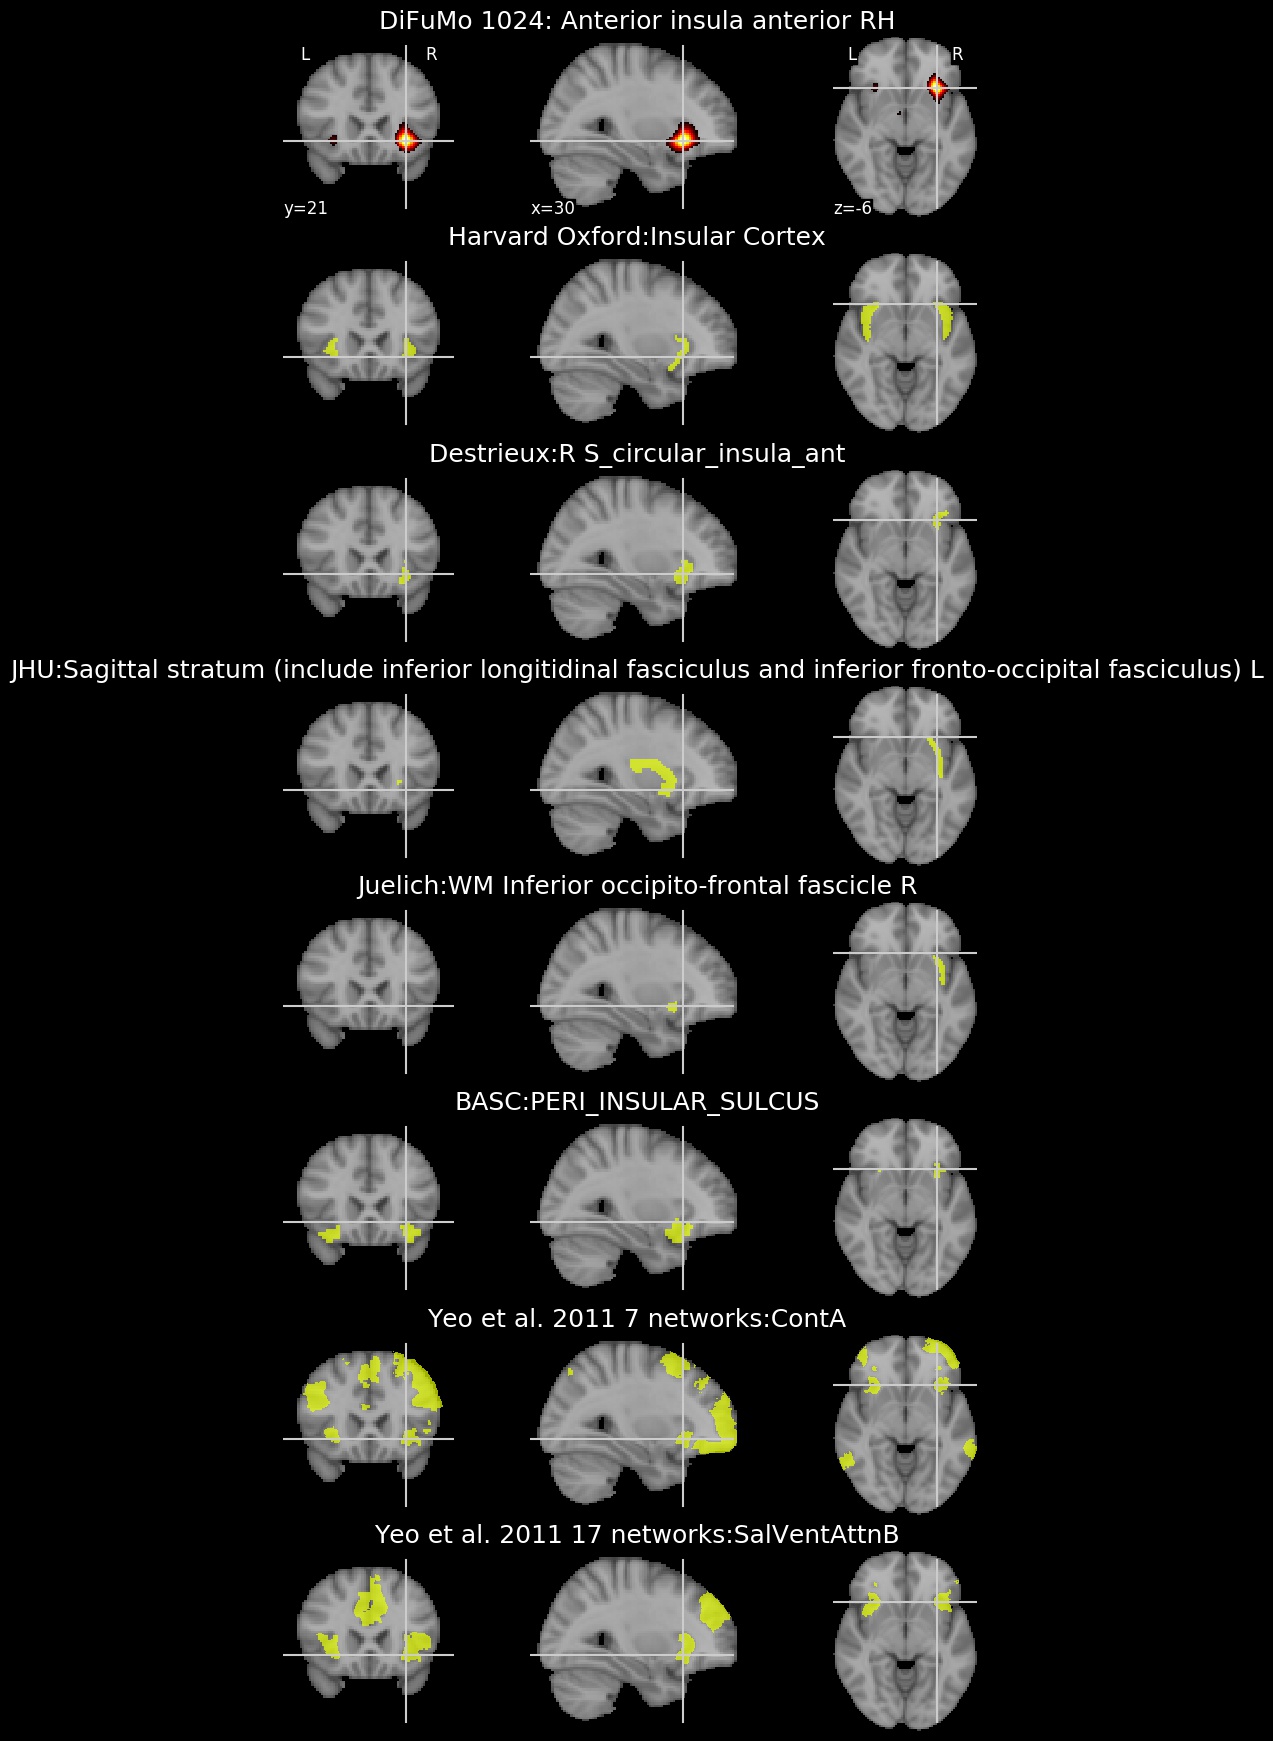 DiFuMo 1024: Anterior insula anterior RH
L R L R
y=21 x=30 z=-6
Harvard Oxford:Insular Cortex
Destrieux:R S_circular_insula_ant
JHU:Sagittal stratum (include inferior longitidinal fasciculus and inferior fronto-occipital fasciculus) L
Juelich:WM Inferior occipito-frontal fascicle R
BASC:PERI_INSULAR_SULCUS
Yeo et al. 2011 7 networks:ContA
Yeo et al. 2011 17 networks:SalVentAttnB